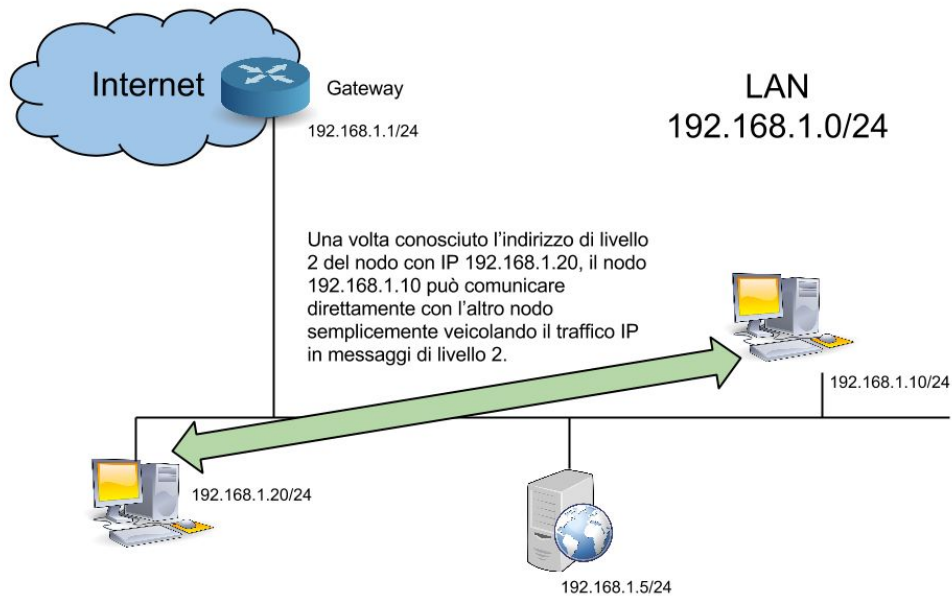 Internet
Gateway
192.168.1.1/24
LAN
192.168.1.0/24
Una volta conosciuto l'indirizzo di livello
2 del nodo con IP 192.168.1.20, il nodo
192.168.1.10 può comunicare
direttamente con l'altro nodo
semplicemente veicolando il traffico IP
in messaggi di livello 2.
192.168.1.10/24
192.168.1.20/24
192.168.1.5/24